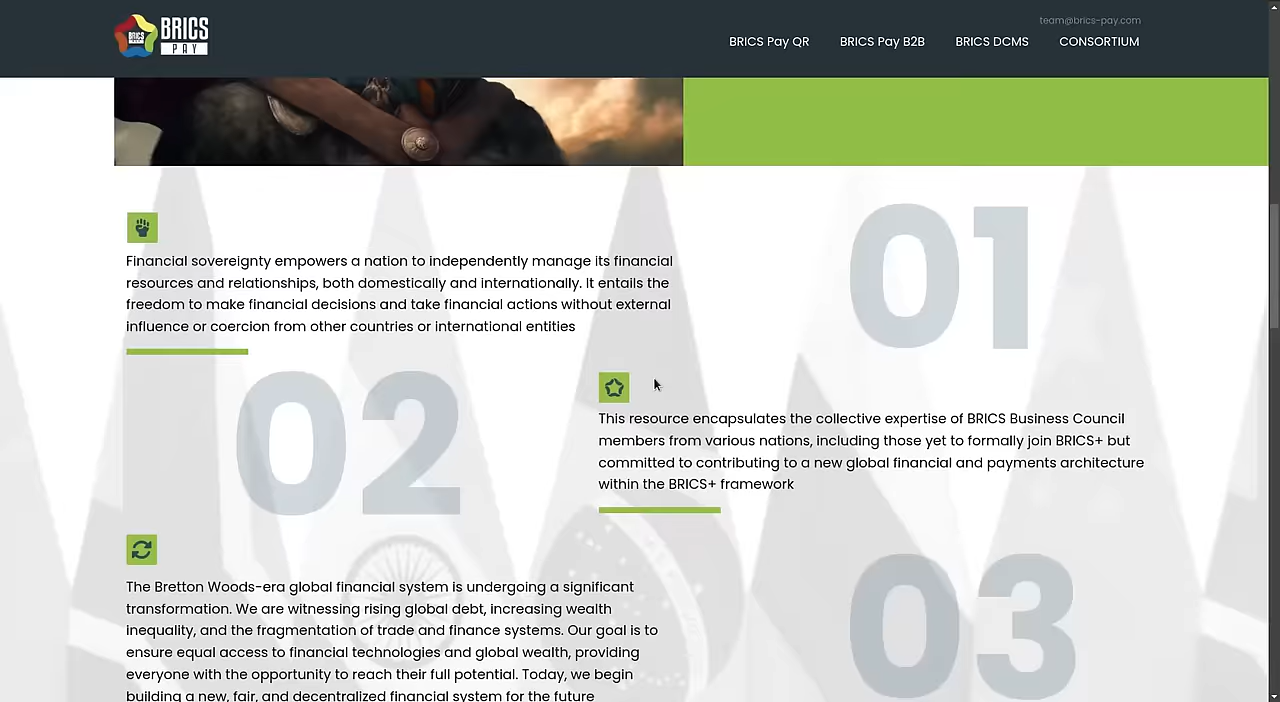 BRICS
PAY
team@brics-pay.com
BRICS Pay QR
BRICS Pay B2B
BRICS DCMS
CONSORTIUM
01
Financial sovereignty empowers a nation to independently manage its financial
resources and relationships, both domestically and internationally. It entails the
freedom to make financial decisions and take financial actions without external
influence or coercion from other countries or international entities
02
This resource encapsulates the collective expertise of BRICS Business Council
members from various nations, including those yet to formally join BRICS+ but
committed to contributing to a new global financial and payments architecture
within the BRICS+ framework
03
The Bretton Woods-era global financial system is undergoing a significant
transformation. We are witnessing rising global debt, increasing wealth
inequality, and the fragmentation of trade and finance systems. Our goal is to
ensure equal access to financial technologies and global wealth, providing
everyone with the opportunity to reach their full potential. Today, we begin
building a new, fair, and decentralized financial system for the future